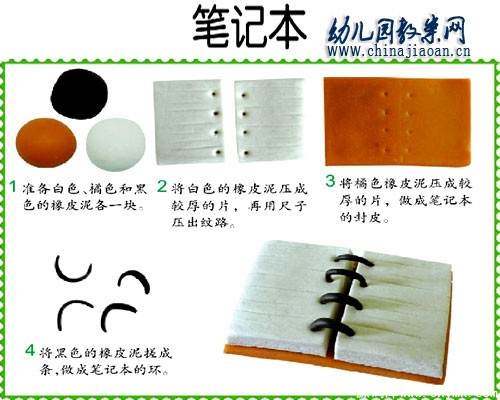 笔记本
幼儿园教案网
www.chinajiaoan.cn
1 准备白色、橘色和黑
色的橡皮泥各一块。
2 将白色的橡皮泥压成
较厚的片，再用尺子
压出纹路。
3 将橘色橡皮泥压成较
厚的片，做成笔记本
的封皮。
4 将黑色的橡皮泥搓成
条，做成笔记本的环。